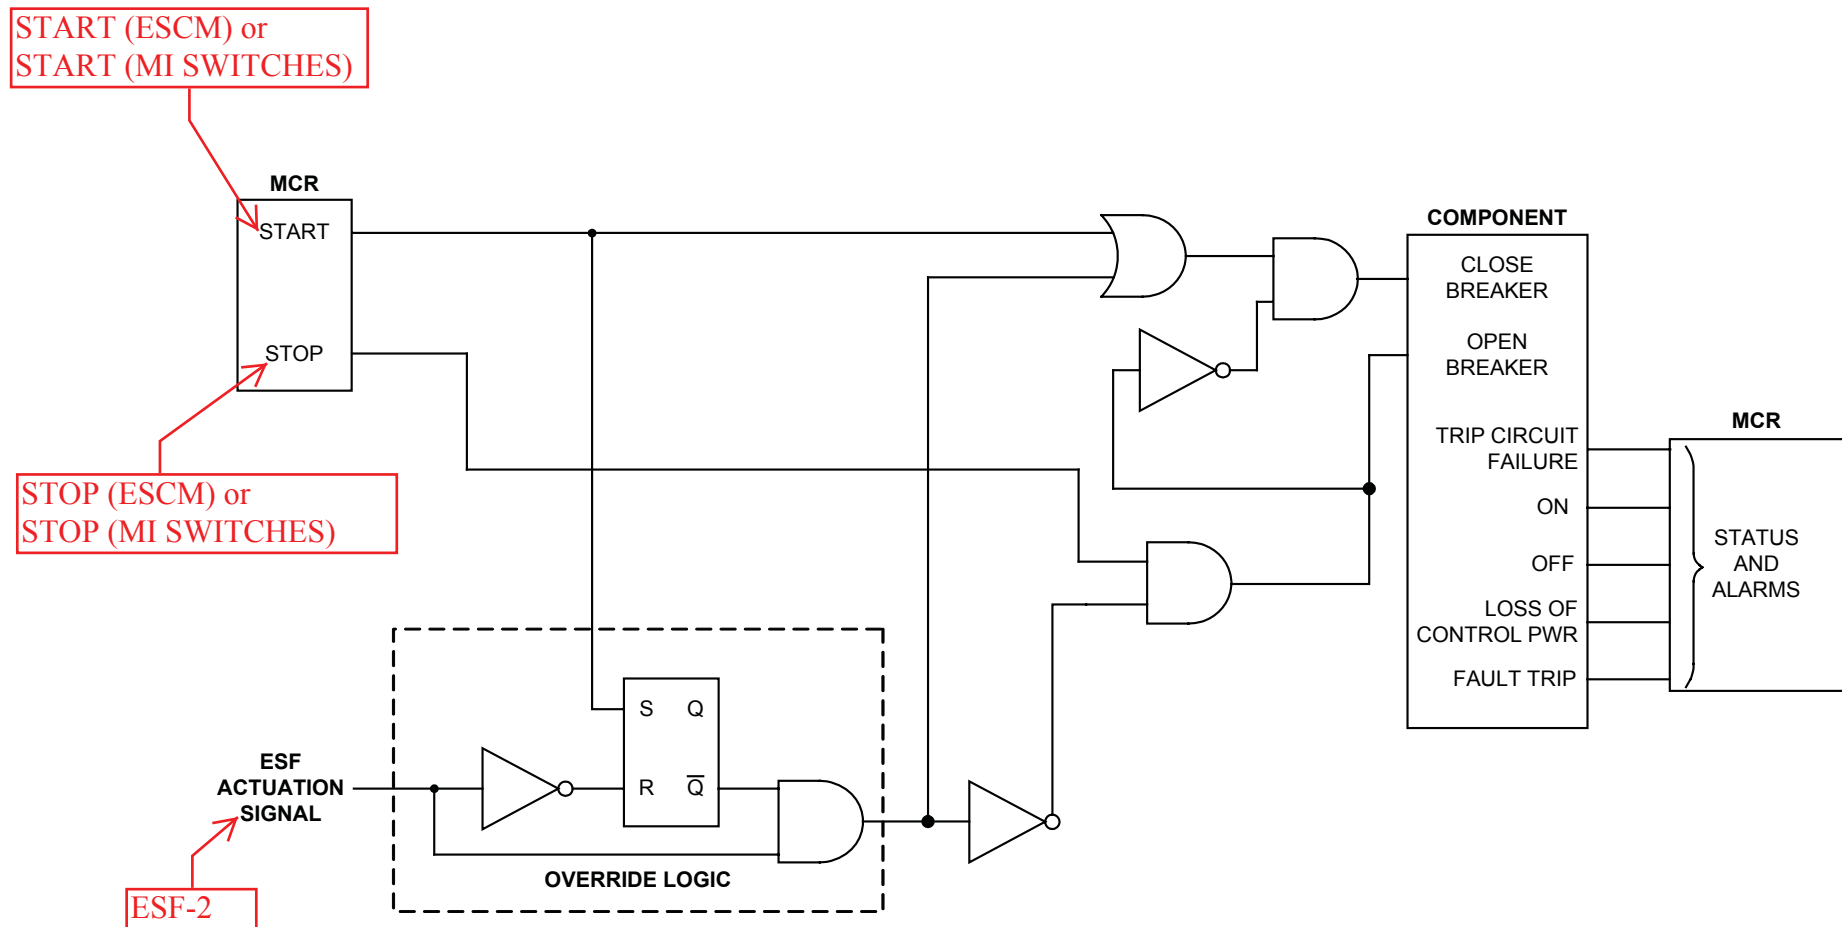 START (ESCM) or
START (MI SWITCHES)
MCR
START
STOP
STOP (ESCM) or
STOP (MI SWITCHES)
COMPONENT
CLOSE
BREAKER
OPEN
BREAKER
TRIP CIRCUIT
FAILURE
ON
OFF
LOSS OF
CONTROL PWR
FAULT TRIP
MCR
STATUS
AND
ALARMS
S Q
R Q̅
ESF
ACTUATION
SIGNAL
OVERRIDE LOGIC
ESF-2